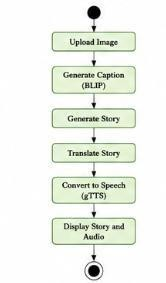 Upload Image
Generate Caption
(BLIP)
Generate Story
Translate Story
Convert to Speech
(gTTS)
Display Story and
Audio